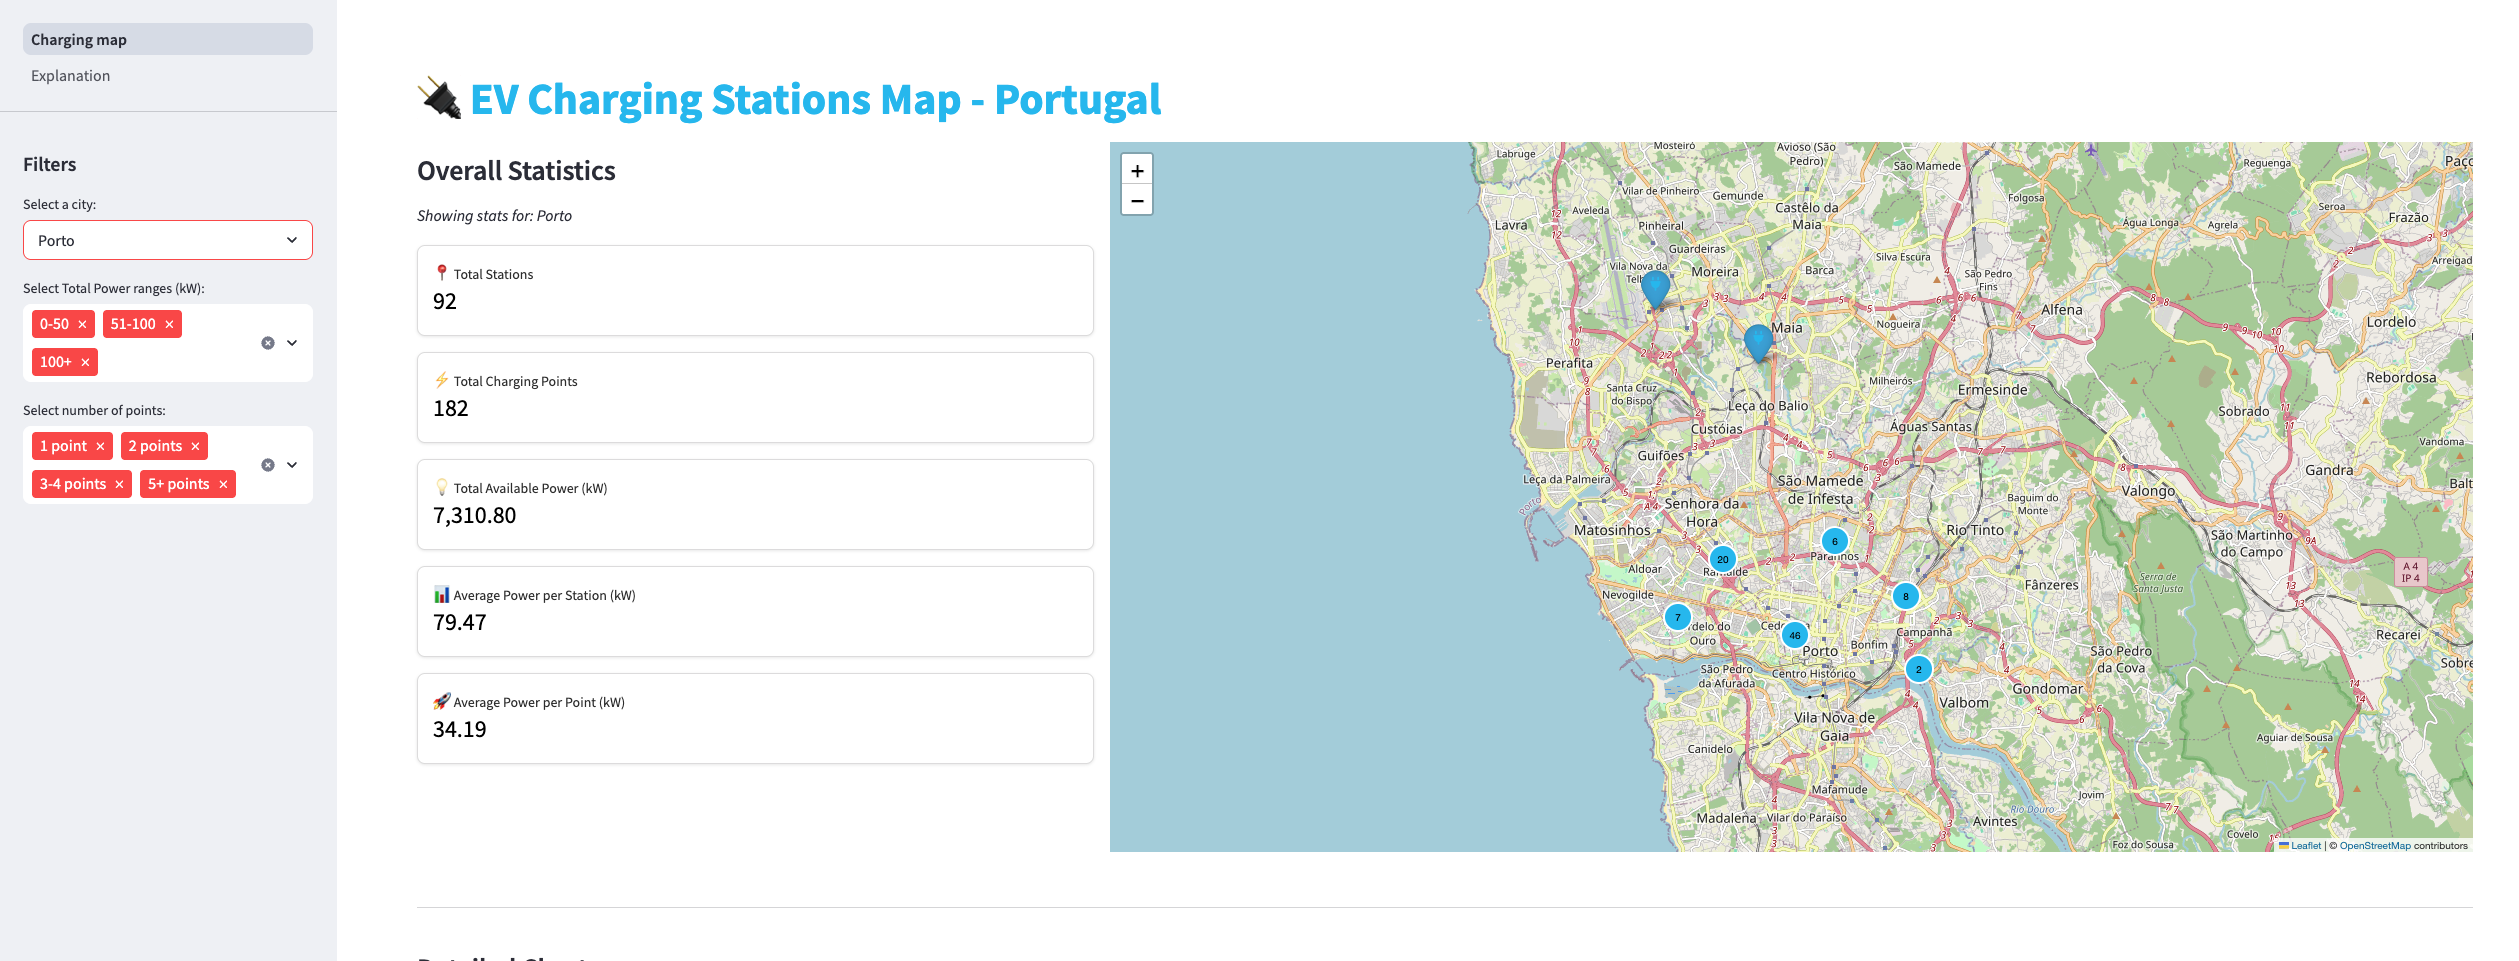 Charging map
Explanation
Filters
Select a city:
Porto
Select Total Power ranges (kW):
0-50 ×
51-100 ×
100+ ×
Select number of points:
1 point ×
2 points ×
3-4 points ×
5+ points ×
EV Charging Stations Map - Portugal
Overall Statistics
Showing stats for: Porto
Total Stations
92
Total Charging Points
182
Total Available Power (kW)
7,310.80
Average Power per Station (kW)
79.47
Average Power per Point (kW)
34.19
+
−
Labruge
Mosteiró
Avioso (São
Pedro)
São Mamede
Reguenga
Vilar de Pinheiro
Gemunde
Folgosa
Seroa
Aveleda
Castêlo da
Maia
Frazão
Lavra
Pinheiral
Água Longa
Agrela
Guardeiras
Silva Escura
Arreigad
Vila Nova da
Moreira
Barca
São Pedro
Fins
Alfena
Lordelo
Maia
Nogueira
Perafita
Rebordosa
Santa Cruz
do Bispo
Milheirós
Ermesinde
Leça do Balio
Sobrado
Custóias
Águas Santas
Vandoma
Guifões
Gandra
Leça da Palmeira
São Mamede
de Infesta
Baguim do
Monte
Valongo
Senhora da
Hora
Matosinhos
Rio Tinto
São Martinho
do Campo
6
20
Paranhos
Aldoar
Ramalde
Fânzeres
Serra de
Santa Justa
A 4
IP 4
Nevogilde
8
7
rdelo do
Ouro
46
Campanhã
Recarei
Porto
Bonfim
São Pedro
da Cova
São Pedro
da Afurada
Centro Histórico
2
Gondomar
Valbom
Vila Nova de
Gaia
Canidelo
Aguiar de Sousa
Mafamude
Jovim
Rio Douro
Madalena
Vilar do Paraíso
Avintes
Covelo
Foz do Sousa
Leaflet | © OpenStreetMap contributors